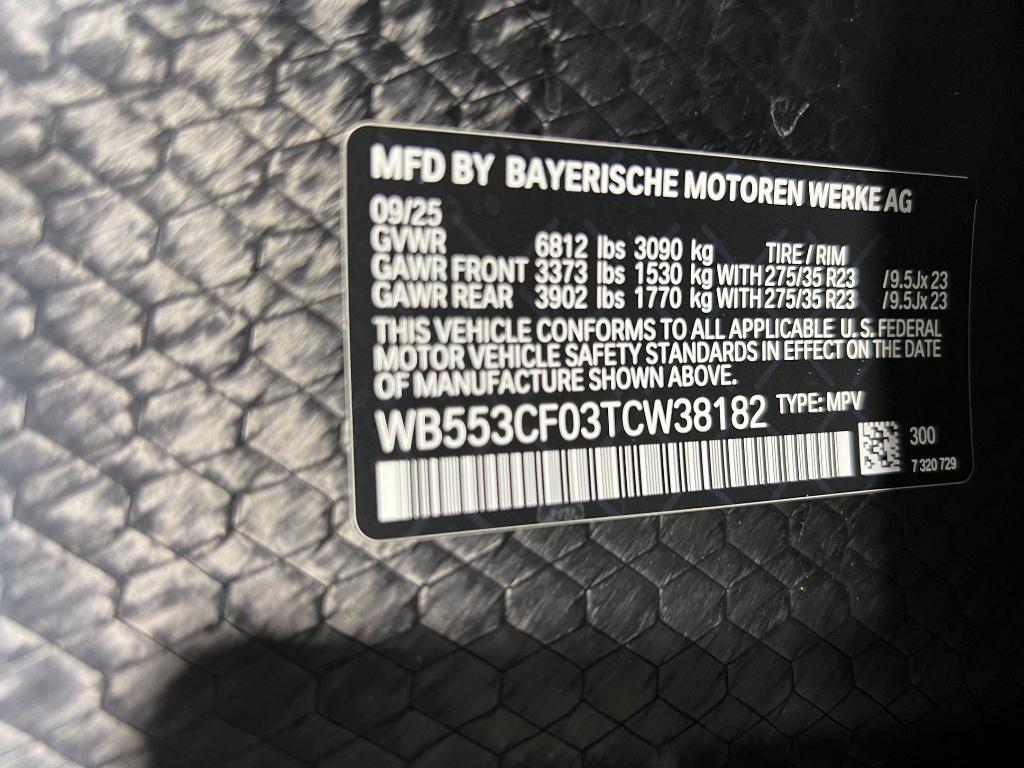 MFD BY BAYERISCHE MOTOREN WERKE AG
09/25
GVWR 6812 lbs 3090 kg TIRE / RIM
GAWR FRONT 3373 lbs 1530 kg WITH 275/35 R23 /9.5Jx 23
GAWR REAR 3902 lbs 1770 kg WITH 275/35 R23 /9.5Jx 23
THIS VEHICLE CONFORMS TO ALL APPLICABLE U.S. FEDERAL
MOTOR VEHICLE SAFETY STANDARDS IN EFFECT ON THE DATE
OF MANUFACTURE SHOWN ABOVE.
WB553CF03TCW38182 TYPE: MPV
300
7 320 729